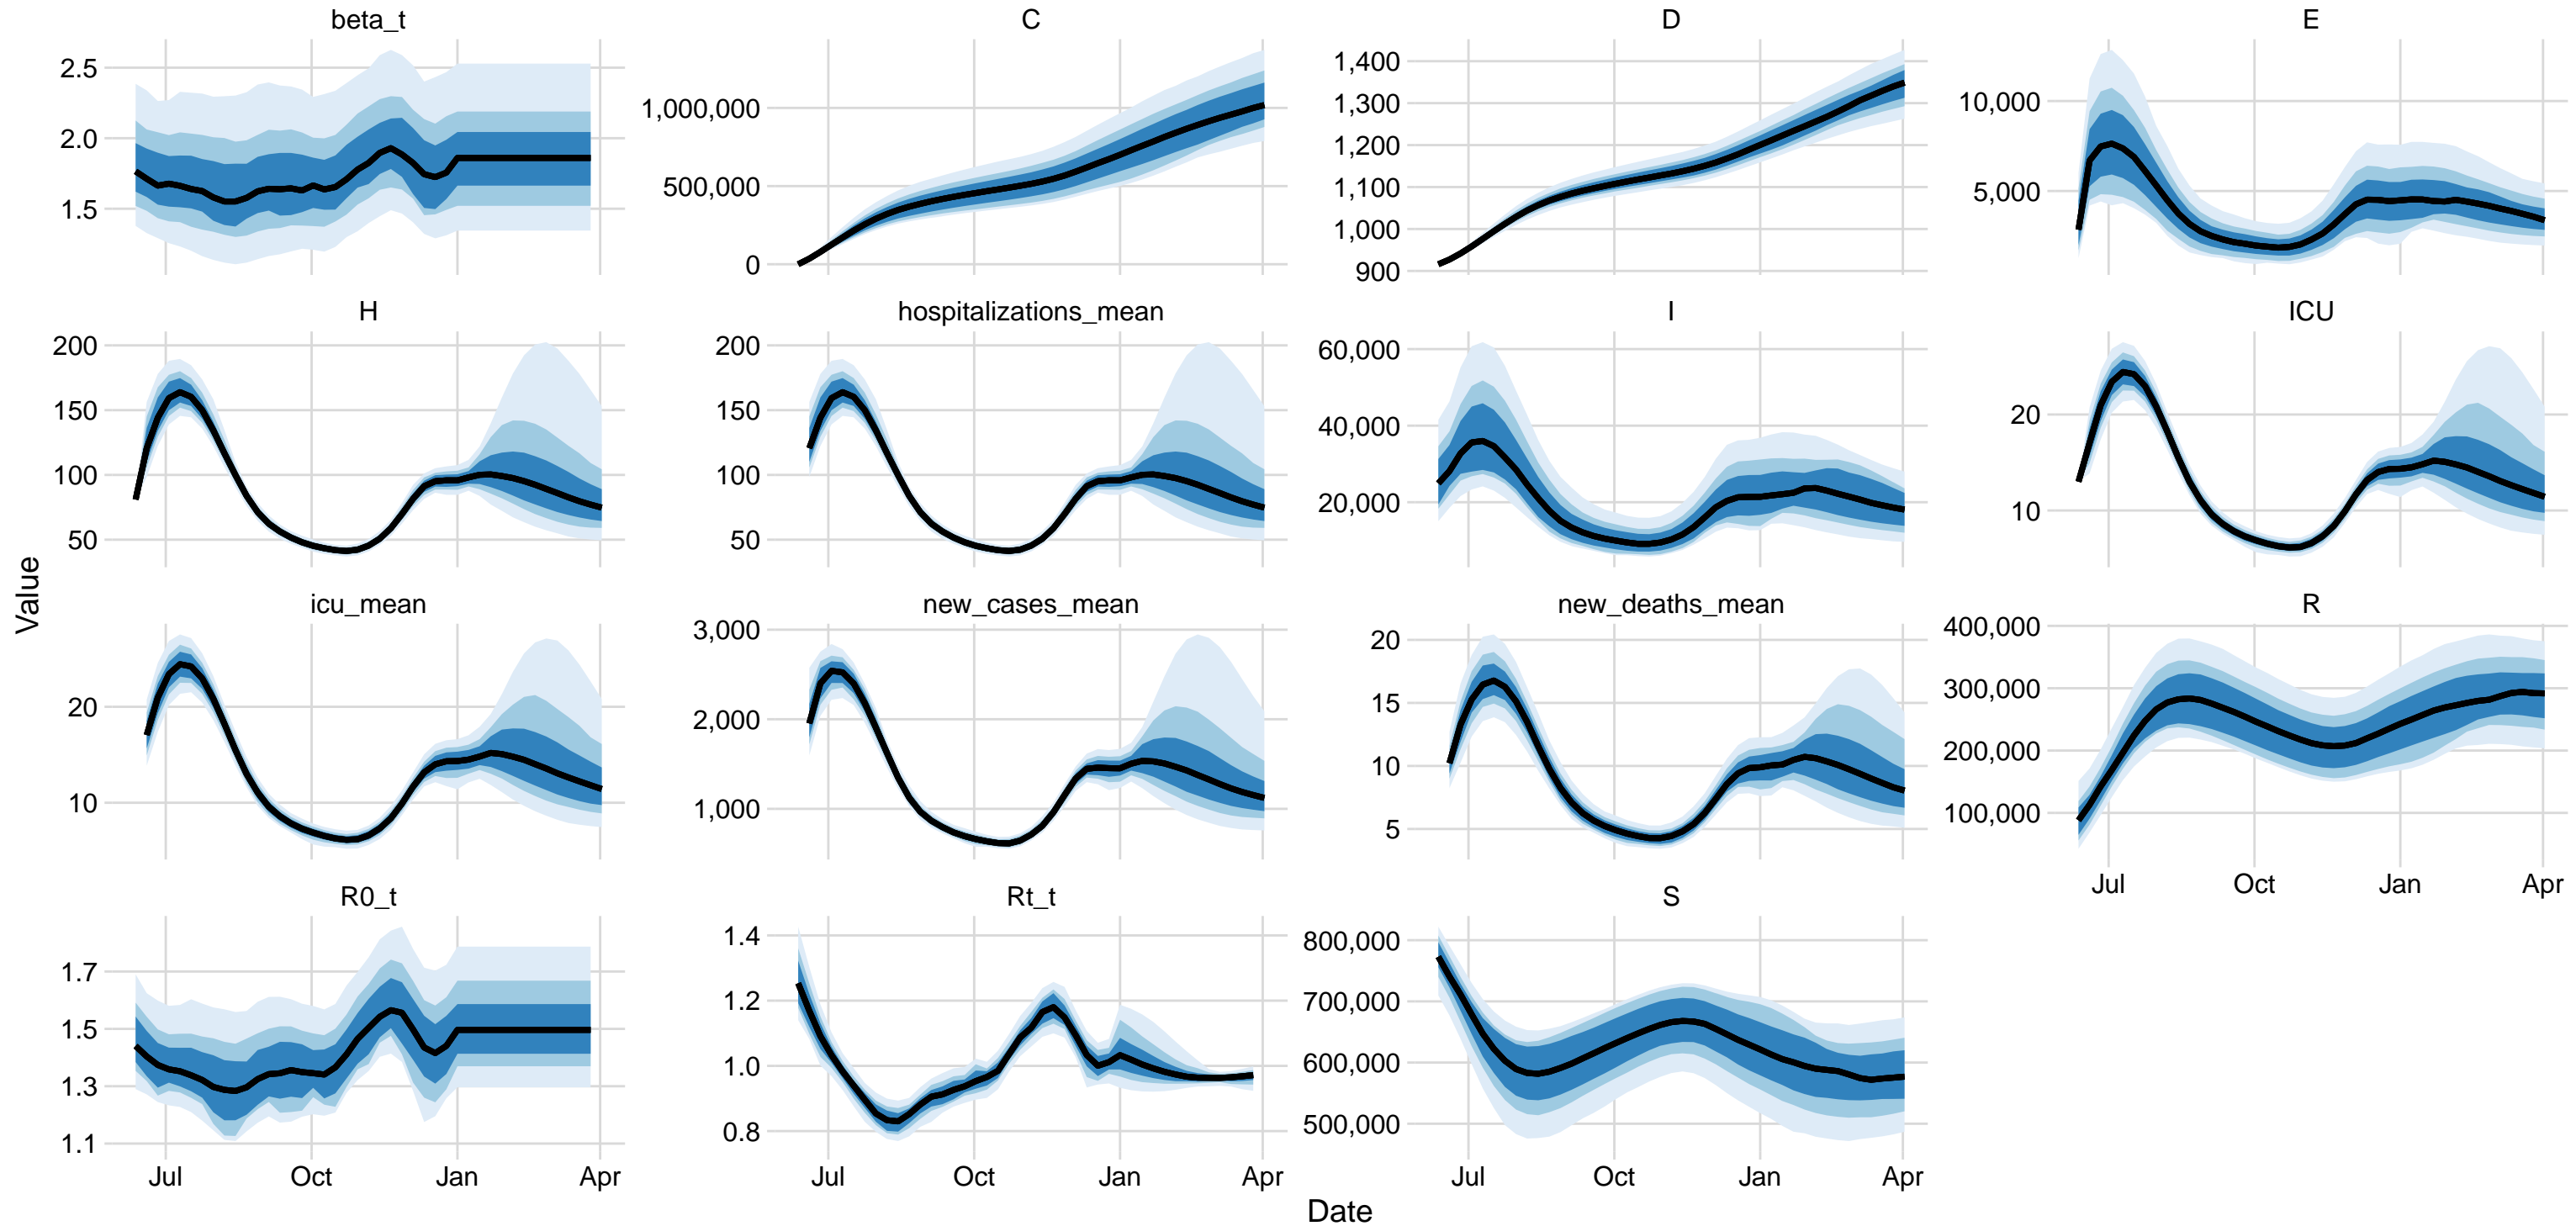 beta_t
C
D
E
2.5
2.0
1.5
1,000,000
500,000
0
1,400
1,300
1,200
1,100
1,000
900
10,000
5,000
H
hospitalizations_mean
I
ICU
200
150
100
50
200
150
100
50
60,000
40,000
20,000
20
10
Value
icu_mean
new_cases_mean
new_deaths_mean
R
20
10
3,000
2,000
1,000
20
15
10
5
400,000
300,000
200,000
100,000
Jul Oct Jan Apr
R0_t
Rt_t
S
1.7
1.5
1.3
1.1
1.4
1.2
1.0
0.8
800,000
700,000
600,000
500,000
Jul Oct Jan Apr
Jul Oct Jan Apr
Jul Oct Jan Apr
Date